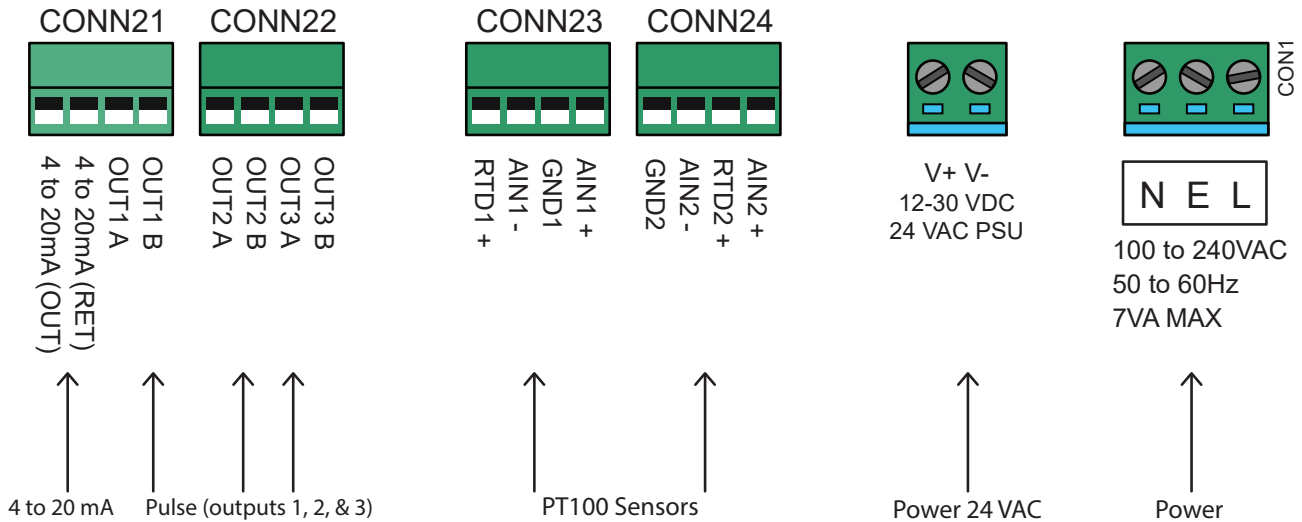 CONN21
CONN22
CONN23
CONN24
CON1
4 to 20mA (OUT)
4 to 20mA (RET)
OUT1 A
OUT1 B
OUT2 A
OUT2 B
OUT3 A
OUT3 B
RTD1 +
AIN1 -
GND1
AIN1 +
GND2
AIN2 -
RTD2 +
AIN2 +
V+ V-
12-30 VDC
24 VAC PSU
N E L
100 to 240VAC
50 to 60Hz
7VA MAX
4 to 20 mA
Pulse (outputs 1, 2, & 3)
PT100 Sensors
Power 24 VAC
Power